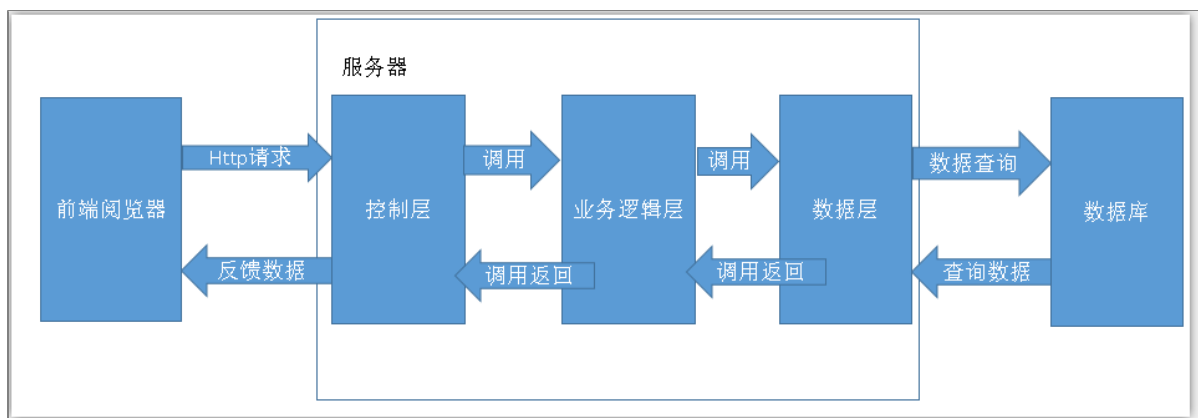 服务器
Http请求
调用
调用
数据查询
前端阅览器
控制层
业务逻辑层
数据层
数据库
反馈数据
调用返回
调用返回
查询数据